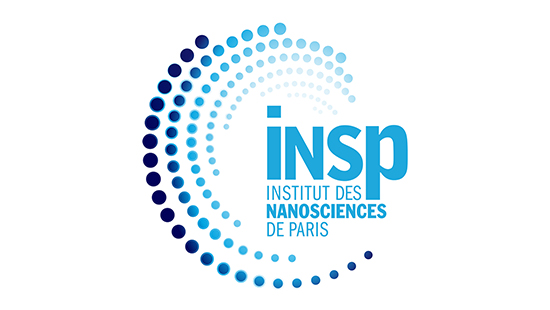 insp
INSTITUT DES
NANOSCIENCES
DE PARIS